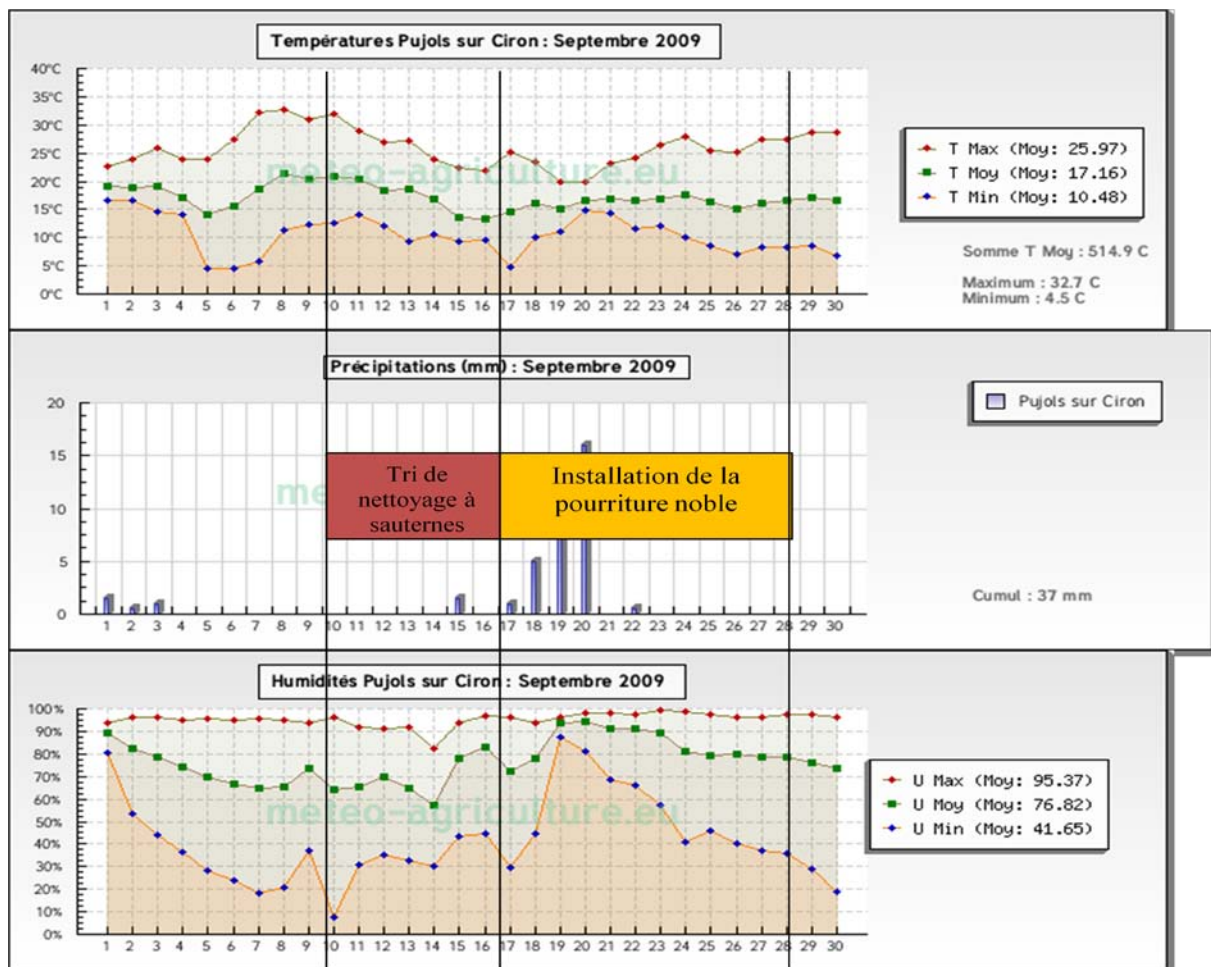 Températures Pujols sur Ciron : Septembre 2009
40°C
35°C
30°C
25°C
20°C
15°C
10°C
5°C
0°C
meteo-agriculture.eu
1 2 3 4 5 6 7 8 9 10 11 12 13 14 15 16 17 18 19 20 21 22 23 24 25 26 27 28 29 30
T Max (Moy: 25.97)
T Moy (Moy: 17.16)
T Min (Moy: 10.48)
Somme T Moy : 514.9 C
Maximum : 32.7 C
Minimum : 4.5 C
Précipitations (mm) : Septembre 2009
20
15
10
5
0
Tri de
nettoyage à
sauternes
Installation de la
pourriture noble
1 2 3 4 5 6 7 8 9 10 11 12 13 14 15 16 17 18 19 20 21 22 23 24 25 26 27 28 29 30
Pujols sur Ciron
Cumul : 37 mm
Humidités Pujols sur Ciron : Septembre 2009
100%
90%
80%
70%
60%
50%
40%
30%
20%
10%
0%
meteo-agriculture.eu
1 2 3 4 5 6 7 8 9 10 11 12 13 14 15 16 17 18 19 20 21 22 23 24 25 26 27 28 29 30
U Max (Moy: 95.37)
U Moy (Moy: 76.82)
U Min (Moy: 41.65)